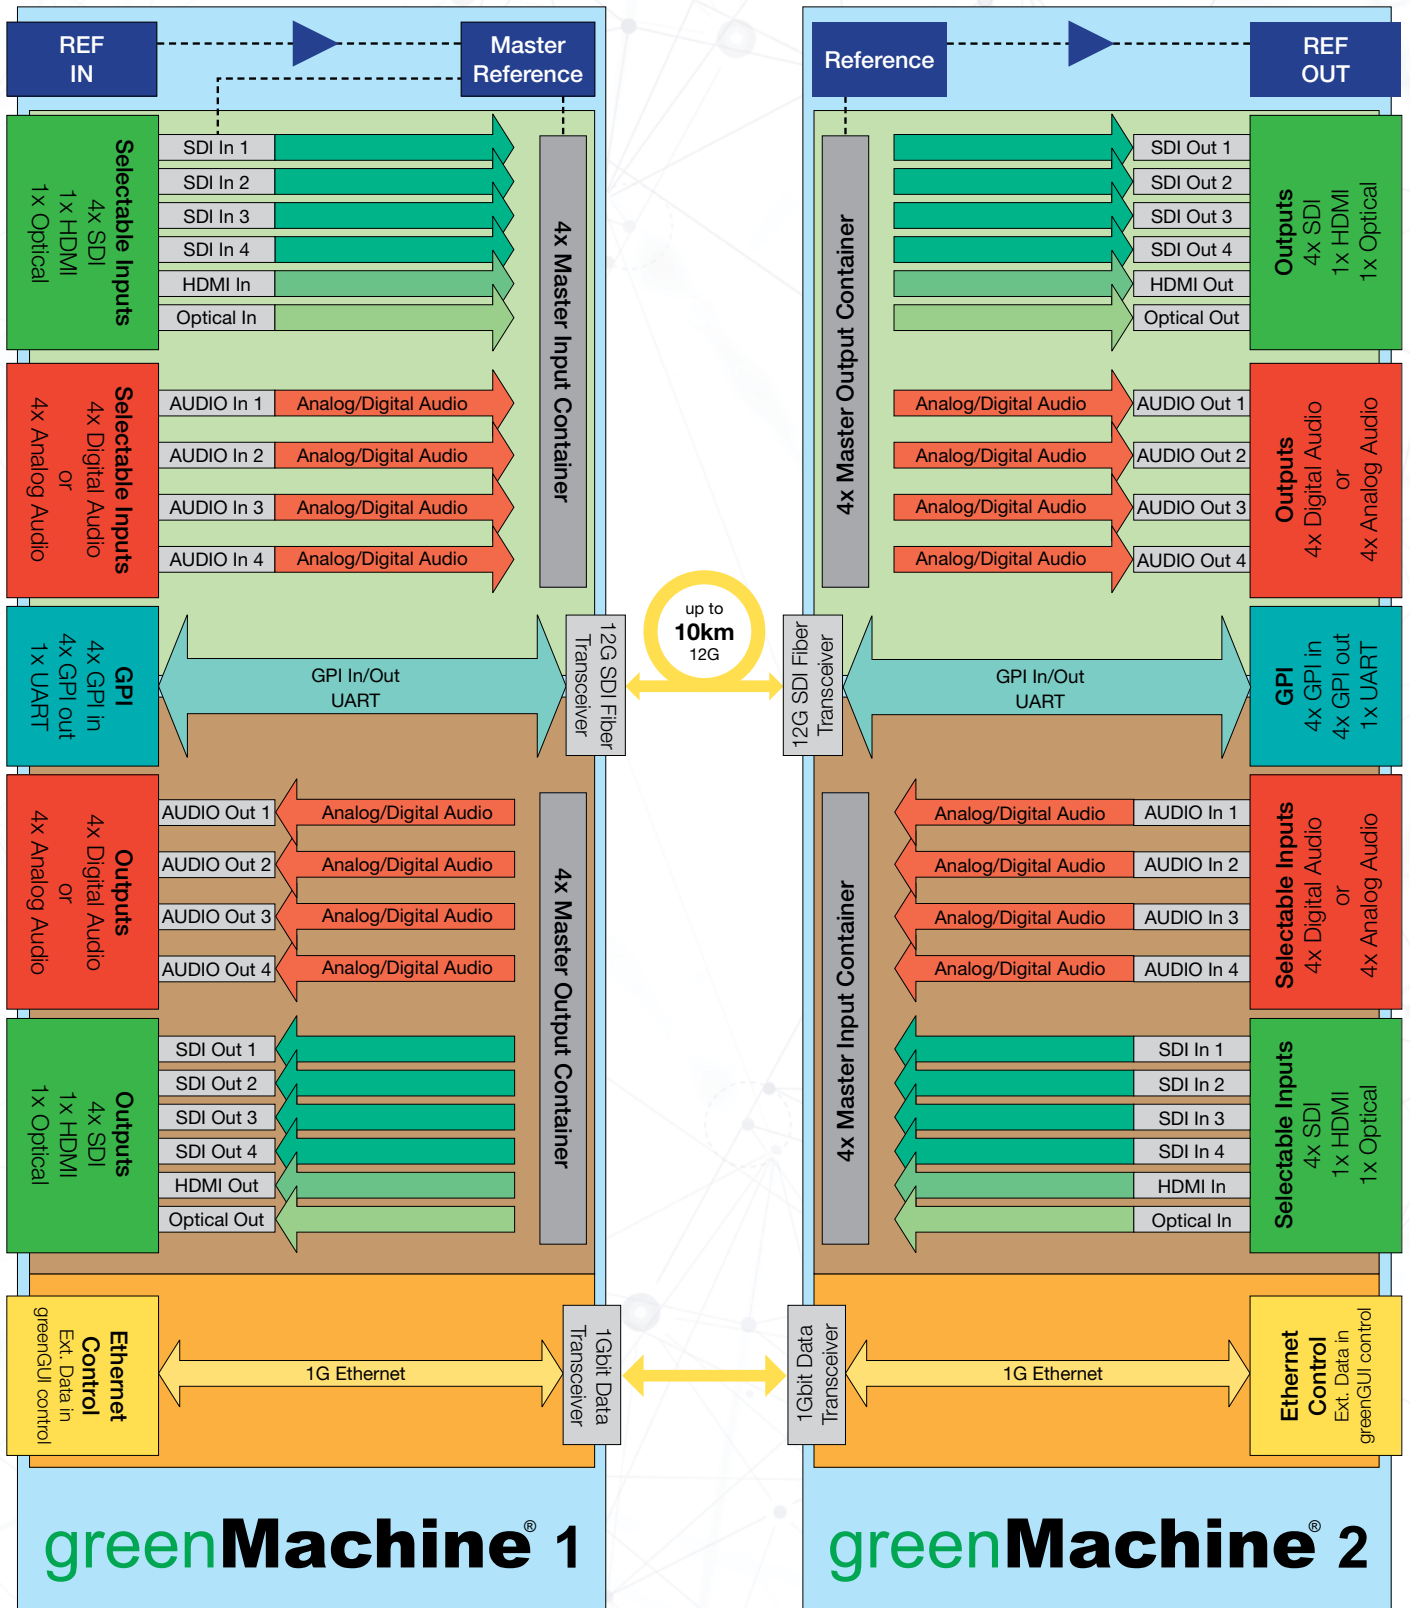 REF
IN
Master
Reference
Selectable Inputs
4x SDI
1x HDMI
1x Optical
SDI In 1
SDI In 2
SDI In 3
SDI In 4
HDMI In
Optical In
4x Master Input Container
Selectable Inputs
4x Digital Audio
or
4x Analog Audio
AUDIO In 1
Analog/Digital Audio
AUDIO In 2
Analog/Digital Audio
AUDIO In 3
Analog/Digital Audio
AUDIO In 4
Analog/Digital Audio
GPI
4x GPI in
4x GPI out
1x UART
GPI In/Out
UART
12G SDI Fiber
Transceiver
Outputs
4x Digital Audio
or
4x Analog Audio
AUDIO Out 1
Analog/Digital Audio
AUDIO Out 2
Analog/Digital Audio
AUDIO Out 3
Analog/Digital Audio
AUDIO Out 4
Analog/Digital Audio
4x Master Output Container
Outputs
4x SDI
1x HDMI
1x Optical
SDI Out 1
SDI Out 2
SDI Out 3
SDI Out 4
HDMI Out
Optical Out
Ethernet
Control
Ext. Data in
greenGUI control
1G Ethernet
1Gbit Data
Transceiver
greenMachine® 1
up to
10km
12G
Reference
REF
OUT
4x Master Output Container
SDI Out 1
SDI Out 2
SDI Out 3
SDI Out 4
HDMI Out
Optical Out
Outputs
4x SDI
1x HDMI
1x Optical
Analog/Digital Audio
AUDIO Out 1
Analog/Digital Audio
AUDIO Out 2
Analog/Digital Audio
AUDIO Out 3
Analog/Digital Audio
AUDIO Out 4
Outputs
4x Digital Audio
or
4x Analog Audio
12G SDI Fiber
Transceiver
GPI In/Out
UART
GPI
4x GPI in
4x GPI out
1x UART
4x Master Input Container
Analog/Digital Audio
AUDIO In 1
Analog/Digital Audio
AUDIO In 2
Analog/Digital Audio
AUDIO In 3
Analog/Digital Audio
AUDIO In 4
Selectable Inputs
4x Digital Audio
or
4x Analog Audio
SDI In 1
SDI In 2
SDI In 3
SDI In 4
HDMI In
Optical In
Selectable Inputs
4x SDI
1x HDMI
1x Optical
1Gbit Data
Transceiver
1G Ethernet
Ethernet
Control
Ext. Data in
greenGUI control
greenMachine® 2